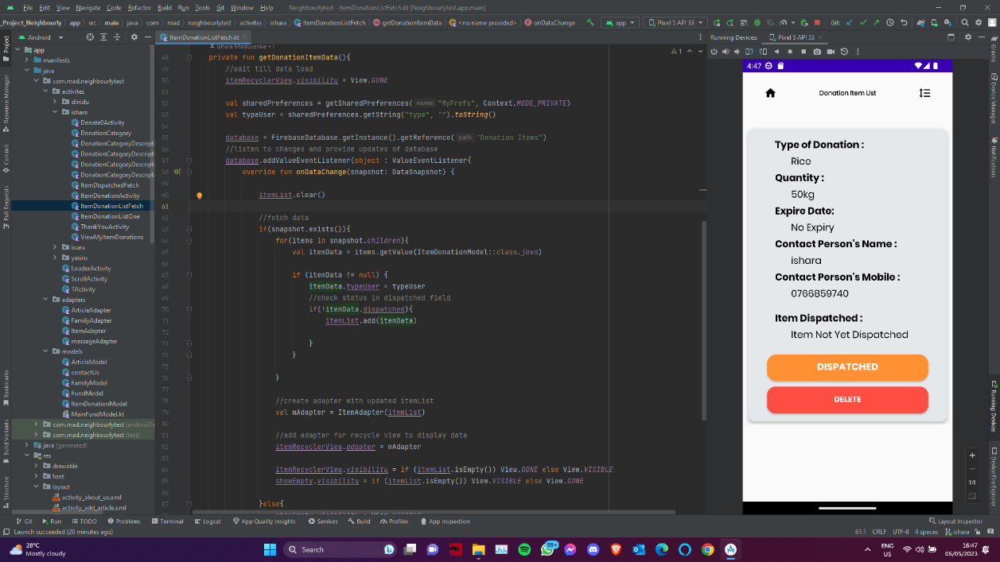 File Edit View Navigate Code Refactor Build Run Tools Git Window Help Neighbourlytest - ItemDonationListFetch.kt [Neighbourlytest.app.main]
_Project_Neighbourly app src main java com mad neighbourlytest activites ishara ItemDonationListFetch getDonationItemData() <no name provided> onDataChange app Pixel 5 API 33 Git:
Android ItemDonationListFetch.kt Running Devices: Pixel 5 API 33
Project
Resource Manager
Commit
Pull Requests
Bookmarks
Build Variants
Structure
app
manifests
java
com.mad.neighbourlytest
activites
dinidu
ishara
DonateItActivity
DonationCategory
DonationCategoryDescript
DonationCategoryDescript
DonationCategoryDescript
DonationCategoryDescript
ItemDispatchedFetch
ItemDonationActivity
ItemDonationListFetch
ItemDonationListOne
ThankYouActivity
ViewMyItemDonations
isuru
yasiru
LoaderActivity
ScrollActivity
TActivity
adapters
ArticleAdapter
FamilyAdapter
ItemAdapter
messageAdapter
models
ArticleModel
contactUs
FamilyModel
FundModel
ItemDonationModel
MainFundModel.kt
com.mad.neighbourlytest (androidTe
com.mad.neighbourlytest (test)
java (generated)
res
drawable
font
layout
activity_about_us.xml
activity_add_article.xml
Ishara Madusanka +1
1
48 private fun getDonationItemData(){
49 //wait till data load
50 itemRecyclerView.visibility = View.GONE
51
52 val sharedPreferences = getSharedPreferences( name: "MyPrefs", Context.MODE_PRIVATE)
53 val typeUser = sharedPreferences.getString("type", "").toString()
54
55 database = FirebaseDatabase.getInstance().getReference( path: "Donation Items")
56 //listen to changes and provide updates of database
57 database.addValueEventListener(object : ValueEventListener{
58 override fun onDataChange(snapshot: DataSnapshot) {
59
60 itemList.clear()
61
62 //fetch data
63 if(snapshot.exists()){
64 for(items in snapshot.children){
65 val itemData = items.getValue(ItemDonationModel::class.java)
66
67 if (itemData != null) {
68 itemData.typeUser = typeUser
69 //check status in dispatched field
70 if(!itemData.dispatched){
71 itemList.add(itemData)
72
73 }
74 }
75
76 }
77
78 //create adapter with updated itemList
79 val mAdapter = ItemAdapter(itemList)
80
81 //add adapter for recycle view to display data
82 itemRecyclerView.adapter = mAdapter
83
84 itemRecyclerView.visibility = if (itemList.isEmpty()) View.GONE else View.VISIBLE
85 showEmpty.visibility = if (itemList.isEmpty()) View.VISIBLE else View.GONE
86
87 }else{
4:47
Donation Item List
Type of Donation :
Rice
Quantity :
50kg
Expire Date:
No Expiry
Contact Person's Name :
ishara
Contact Person's Mobile :
0766859740
Item Dispatched :
Item Not Yet Dispatched
DISPATCHED
DELETE
1:1
Gradle
Device Manager
Notifications
Running Devices
Device File Explorer
Git Run TODO Problems Terminal Logcat App Quality Insights Services Build Profiler App Inspection Layout Inspector
Launch succeeded (20 minutes ago) 61:1 CRLF UTF-8 4 spaces ishara
28°C
Mostly cloudy
Search
99+
ENG
US
16:47
06/05/2023